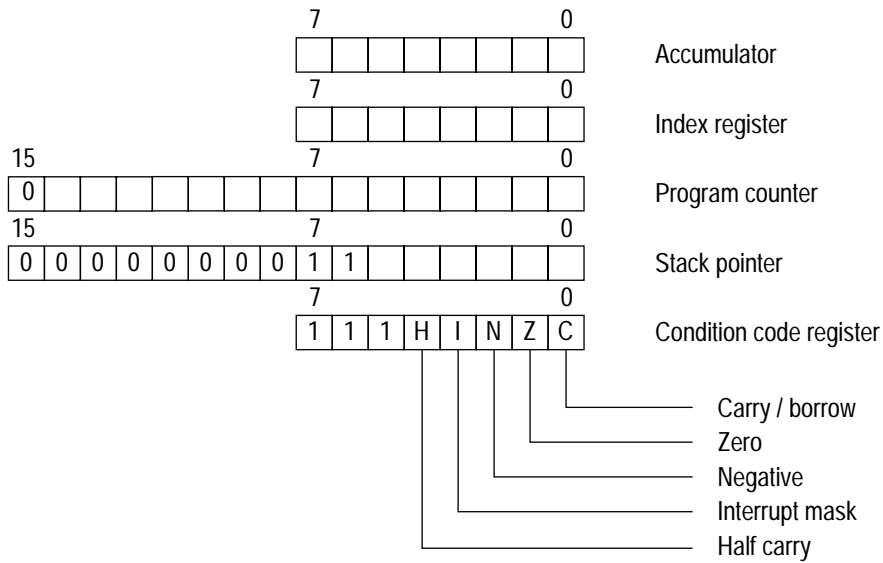 7 0
Accumulator
7 0
Index register
15 7 0
0 Program counter
15 7 0
0 0 0 0 0 0 0 0 1 1 Stack pointer
7 0
1 1 1 H I N Z C Condition code register
Carry / borrow
Zero
Negative
Interrupt mask
Half carry